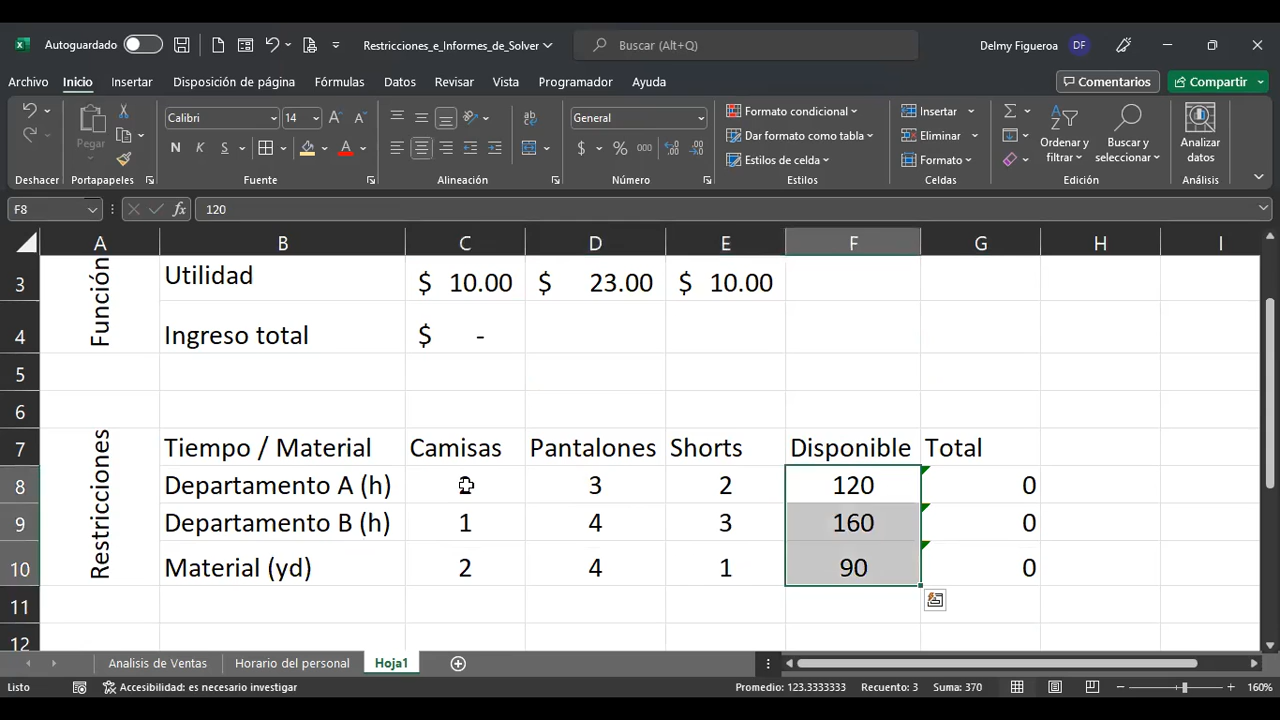 Autoguardado
Restricciones_e_Informes_de_Solver
Buscar (Alt+Q)
Delmy Figueroa
DF
Archivo Inicio Insertar Disposición de página Fórmulas Datos Revisar Vista Programador Ayuda
Comentarios
Compartir
Pegar
Calibri 14
N K S
General
$ % 000
Formato condicional
Dar formato como tabla
Estilos de celda
Insertar
Eliminar
Formato
Ordenar y filtrar
Buscar y seleccionar
Analizar datos
Deshacer Portapapeles Fuente Alineación Número Estilos Celdas Edición Análisis
F8 fx 120
A B C D E F G H I
Función
3 Utilidad $ 10.00 $ 23.00 $ 10.00
4 Ingreso total $ -
5
6
Restricciones
7 Tiempo / Material Camisas Pantalones Shorts Disponible Total
8 Departamento A (h) 3 2 120 0
9 Departamento B (h) 1 4 3 160 0
10 Material (yd) 2 4 1 90 0
11
12
Analisis de Ventas Horario del personal Hoja1
Listo Accesibilidad: es necesario investigar Promedio: 123.3333333 Recuento: 3 Suma: 370 160%